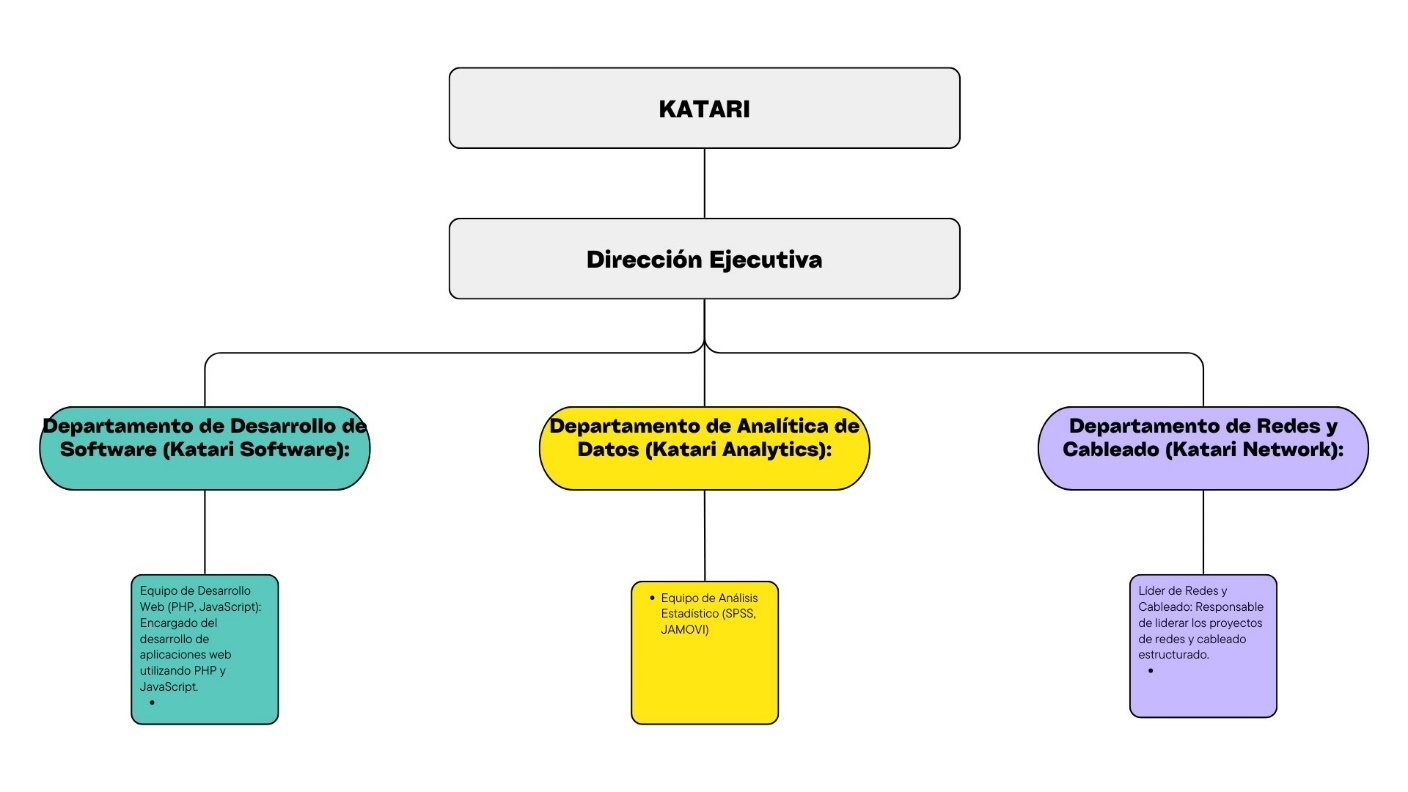 KATARI
Dirección Ejecutiva
Departamento de Desarrollo de
Software (Katari Software):
Departamento de Analítica de
Datos (Katari Analytics):
Departamento de Redes y
Cableado (Katari Network):
Equipo de Desarrollo
Web (PHP, JavaScript):
Encargado del
desarrollo de
aplicaciones web
utilizando PHP y
JavaScript.
•
• Equipo de Análisis
Estadístico (SPSS,
JAMOVI)
Líder de Redes y
Cableado: Responsable
de liderar los proyectos
de redes y cableado
estructurado.
•